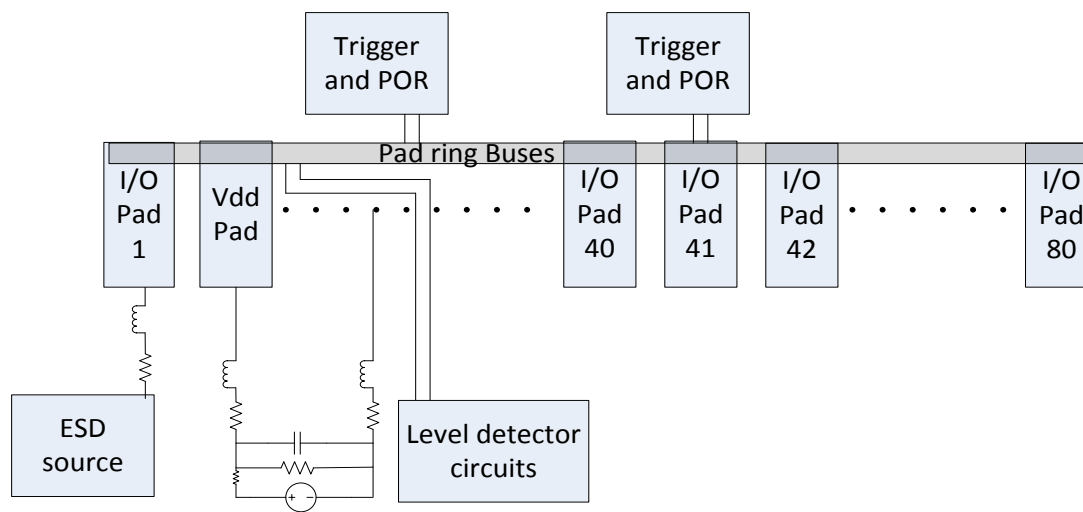 Trigger
and POR
Trigger
and POR
Pad ring Buses
I/O
Pad
1
Vdd
Pad
I/O
Pad
40
I/O
Pad
41
I/O
Pad
42
I/O
Pad
80
ESD
source
+ -
Level detector
circuits